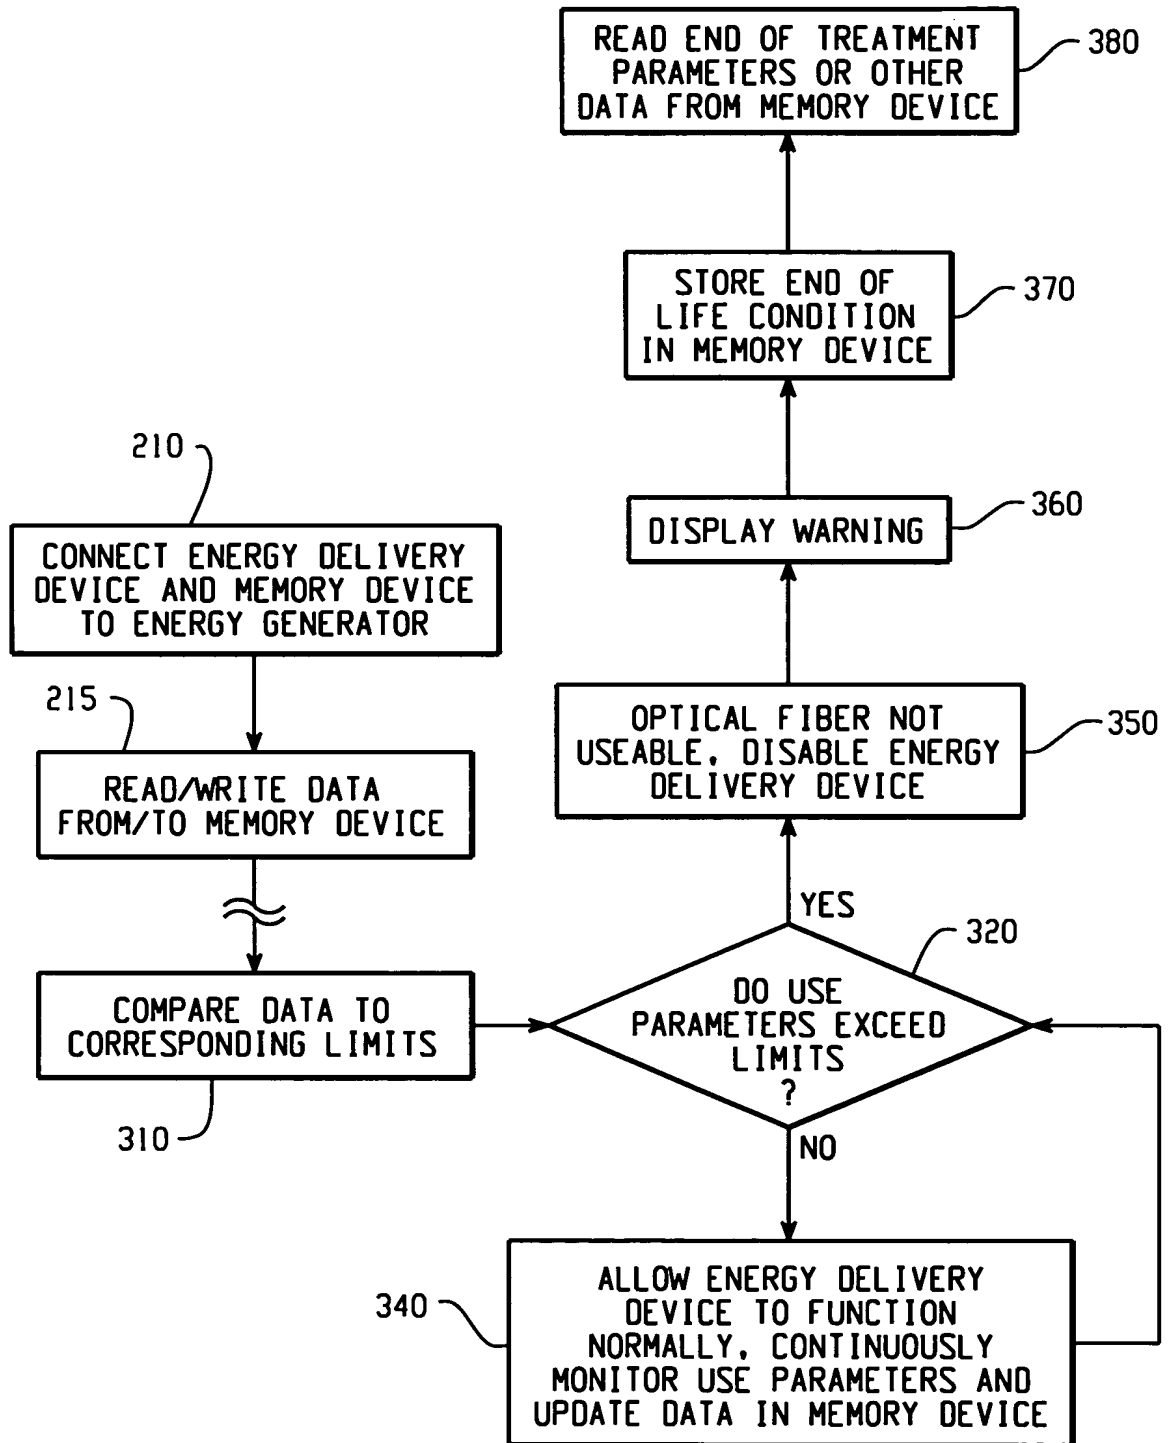 READ END OF TREATMENT
PARAMETERS OR OTHER
DATA FROM MEMORY DEVICE
380
STORE END OF
LIFE CONDITION
IN MEMORY DEVICE
370
210
CONNECT ENERGY DELIVERY
DEVICE AND MEMORY DEVICE
TO ENERGY GENERATOR
DISPLAY WARNING
360
215
READ/WRITE DATA
FROM/TO MEMORY DEVICE
OPTICAL FIBER NOT
USEABLE, DISABLE ENERGY
DELIVERY DEVICE
350
YES
320
COMPARE DATA TO
CORRESPONDING LIMITS
310
DO USE
PARAMETERS EXCEED
LIMITS
?
NO
340
ALLOW ENERGY DELIVERY
DEVICE TO FUNCTION
NORMALLY, CONTINUOUSLY
MONITOR USE PARAMETERS AND
UPDATE DATA IN MEMORY DEVICE